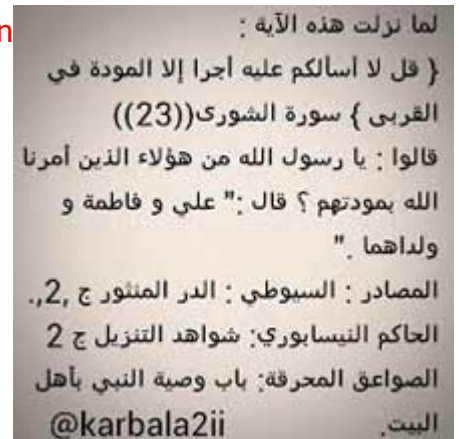 n
لما نزلت هذه الآية :
{ قل لا أسألكم عليه أجرا إلا المودة في
القربى } سورة الشورى((23))
قالوا : يا رسول الله من هؤلاء الذين أمرنا
الله بمودتهم ؟ قال :" علي و فاطمة و
ولداهما ."
المصادر : السيوطي : الدر المنثور ج ,2,.
الحاكم النيسابوري: شواهد التنزيل ج 2
الصواعق المحرقة: باب وصية النبي بأهل
البيت. @karbala2ii